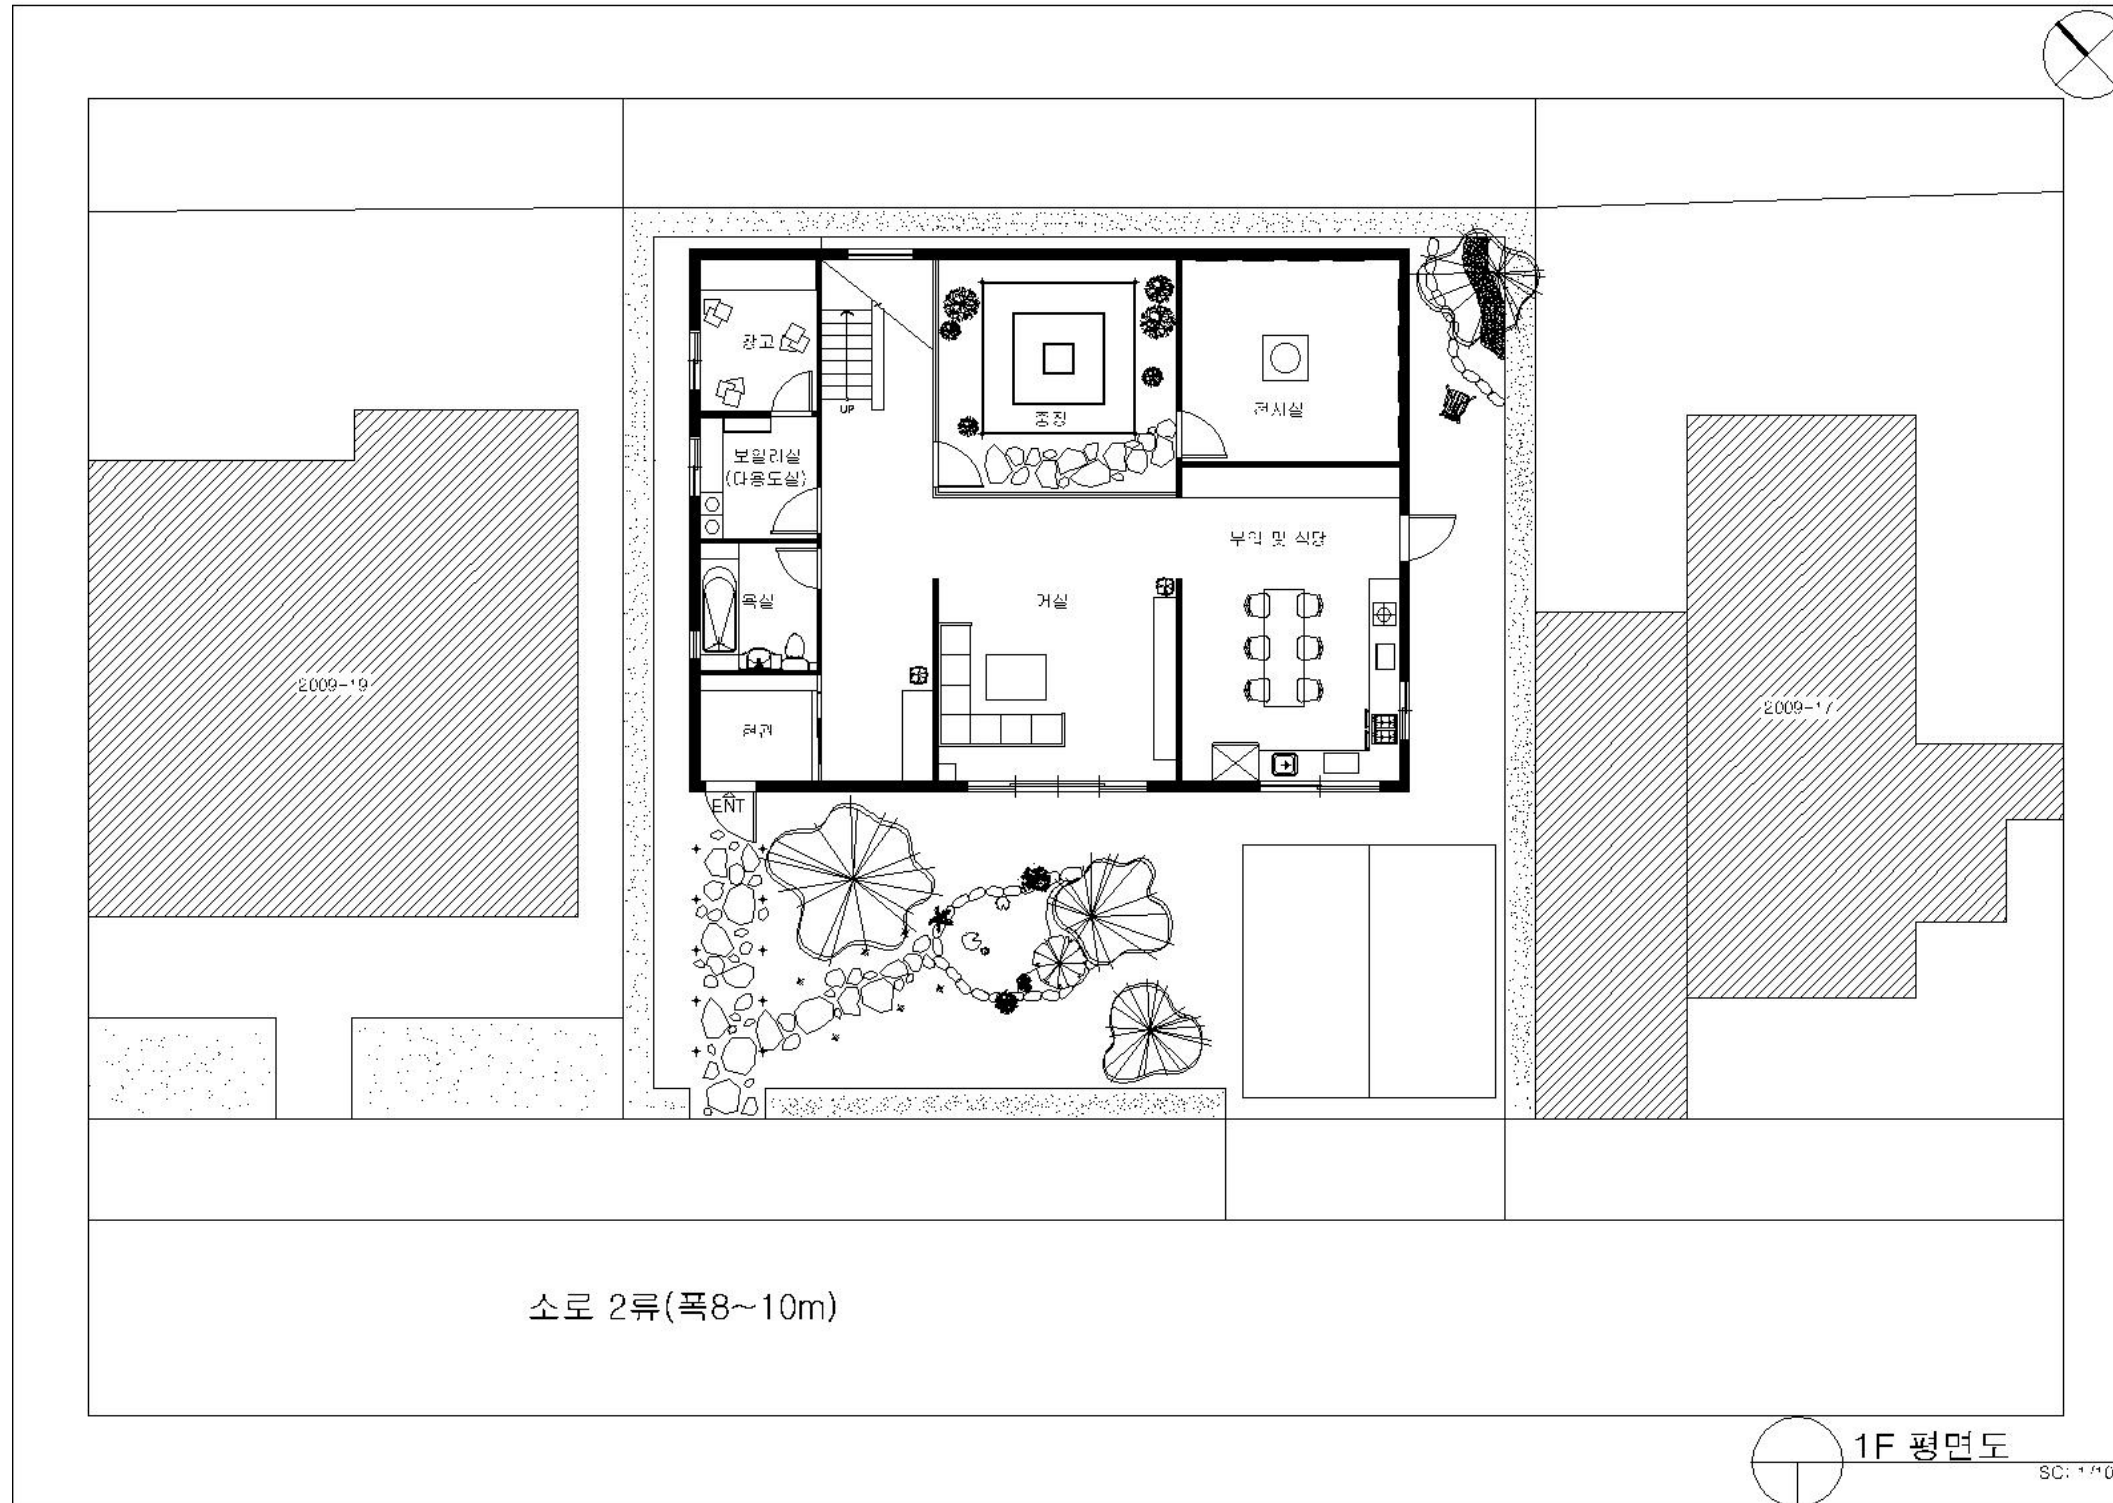 창고
UP
중정
전시실
보일러실
(다용도실)
부엌 및 식당
욕실
거실
2009-19
2009-17
현관
ENT
소로 2류(폭8~10m)
1F 평면도